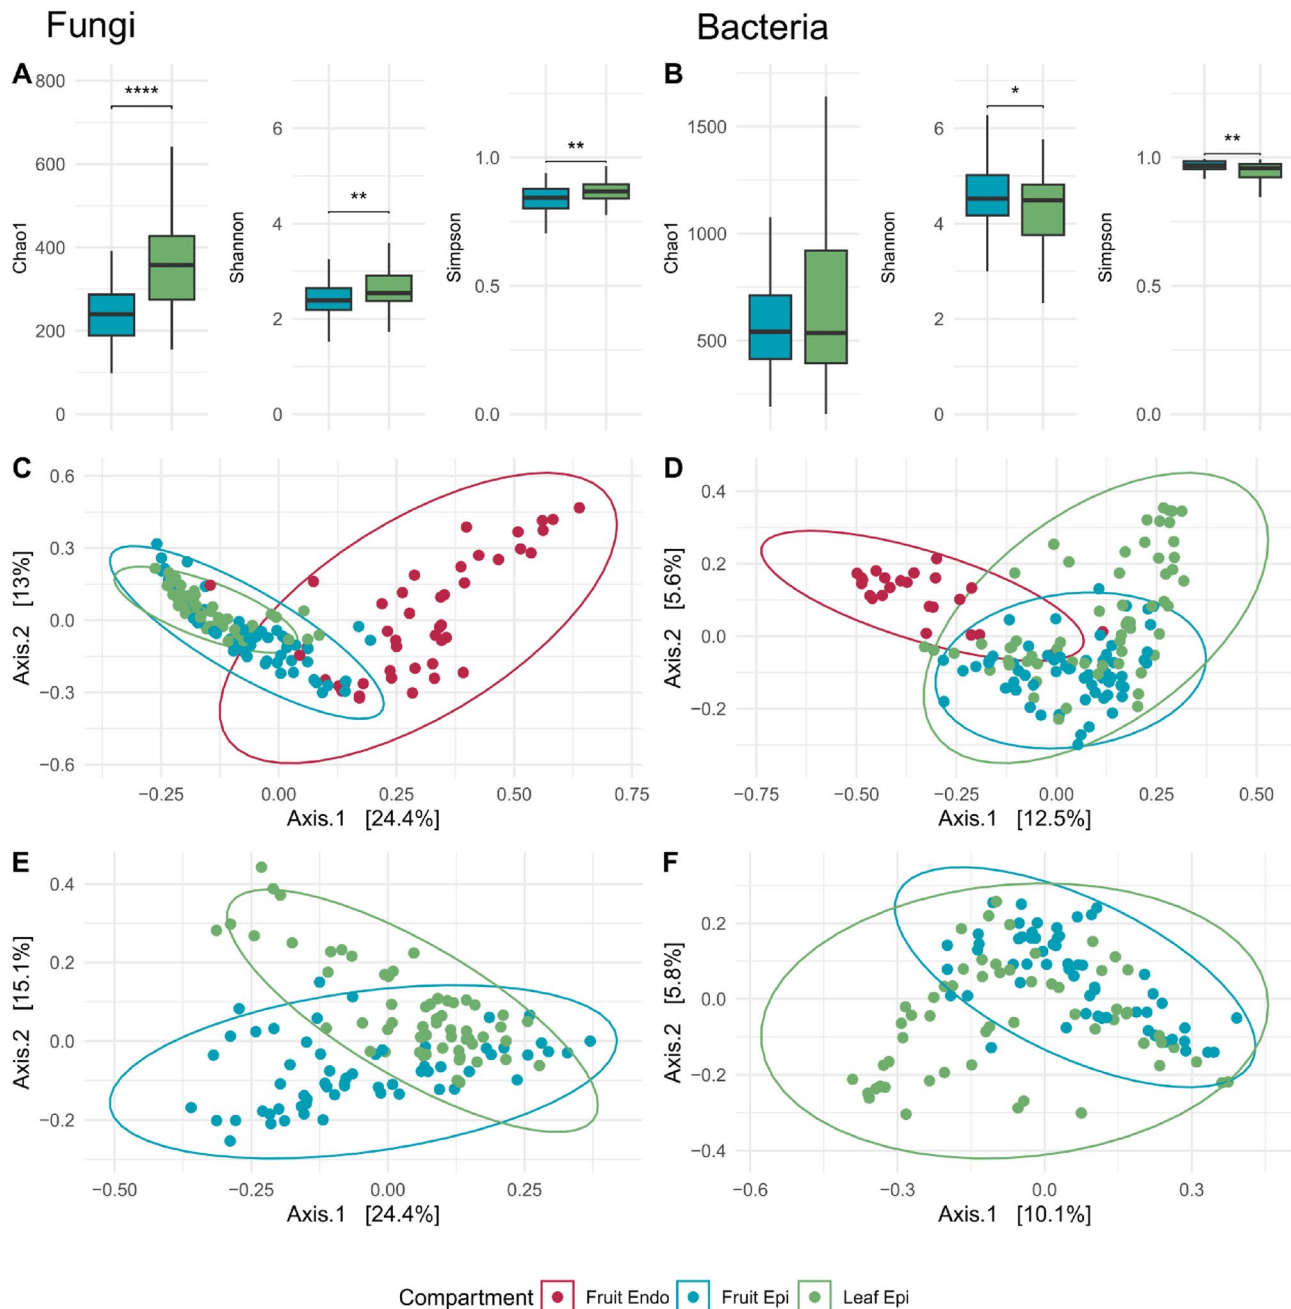 Fungi
Bacteria
A
800
600
400
200
0
Chao1
****
6
4
2
0
Shannon
**
1.0
0.5
0.0
Simpson
**
B
1500
1000
500
Chao1
6
4
2
0
Shannon
*
1.0
0.5
0.0
Simpson
**
C
0.6
0.3
0.0
−0.3
−0.6
Axis.2 [13%]
−0.25 0.00 0.25 0.50 0.75
Axis.1 [24.4%]
D
0.4
0.2
0.0
−0.2
Axis.2 [5.6%]
−0.75 −0.50 −0.25 0.00 0.25 0.50
Axis.1 [12.5%]
E
0.4
0.2
0.0
−0.2
Axis.2 [15.1%]
−0.50 −0.25 0.00 0.25
Axis.1 [24.4%]
F
0.2
0.0
−0.2
−0.4
Axis.2 [5.8%]
−0.6 −0.3 0.0 0.3
Axis.1 [10.1%]
Compartment Fruit Endo Fruit Epi Leaf Epi